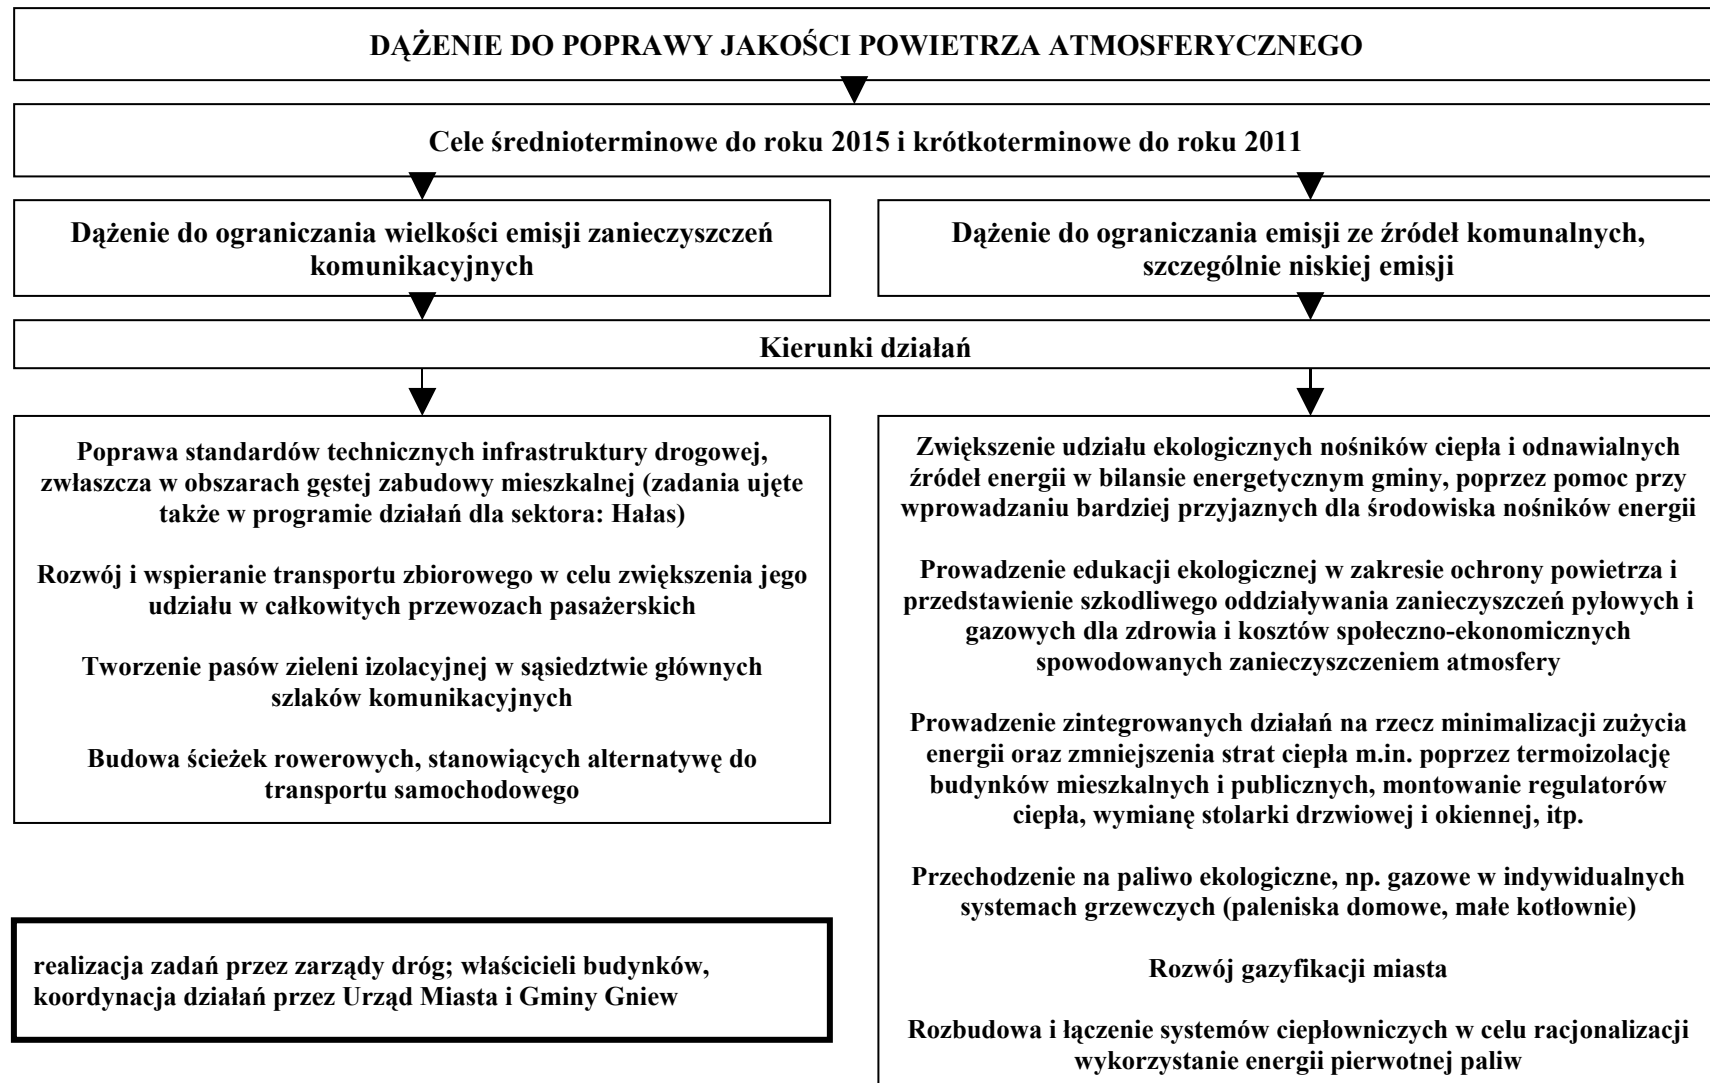 DĄŻENIE DO POPRAWY JAKOŚCI POWIETRZA ATMOSFERYCZNEGO
Cele średnioterminowe do roku 2015 i krótkoterminowe do roku 2011
Dążenie do ograniczania wielkości emisji zanieczyszczeń
komunikacyjnych
Dążenie do ograniczania emisji ze źródeł komunalnych,
szczególnie niskiej emisji
Kierunki działań
Poprawa standardów technicznych infrastruktury drogowej,
zwłaszcza w obszarach gęstej zabudowy mieszkalnej (zadania ujęte
także w programie działań dla sektora: Hałas)
Rozwój i wspieranie transportu zbiorowego w celu zwiększenia jego
udziału w całkowitych przewozach pasażerskich
Tworzenie pasów zieleni izolacyjnej w sąsiedztwie głównych
szlaków komunikacyjnych
Budowa ścieżek rowerowych, stanowiących alternatywę do
transportu samochodowego
realizacja zadań przez zarządy dróg; właścicieli budynków,
koordynacja działań przez Urząd Miasta i Gminy Gniew
Zwiększenie udziału ekologicznych nośników ciepła i odnawialnych
źródeł energii w bilansie energetycznym gminy, poprzez pomoc przy
wprowadzaniu bardziej przyjaznych dla środowiska nośników energii
Prowadzenie edukacji ekologicznej w zakresie ochrony powietrza i
przedstawienie szkodliwego oddziaływania zanieczyszczeń pyłowych i
gazowych dla zdrowia i kosztów społeczno-ekonomicznych
spowodowanych zanieczyszczeniem atmosfery
Prowadzenie zintegrowanych działań na rzecz minimalizacji zużycia
energii oraz zmniejszenia strat ciepła m.in. poprzez termoizolację
budynków mieszkalnych i publicznych, montowanie regulatorów
ciepła, wymianę stolarki drzwiowej i okiennej, itp.
Przechodzenie na paliwo ekologiczne, np. gazowe w indywidualnych
systemach grzewczych (paleniska domowe, małe kotłownie)
Rozwój gazyfikacji miasta
Rozbudowa i łączenie systemów ciepłowniczych w celu racjonalizacji
wykorzystanie energii pierwotnej paliw